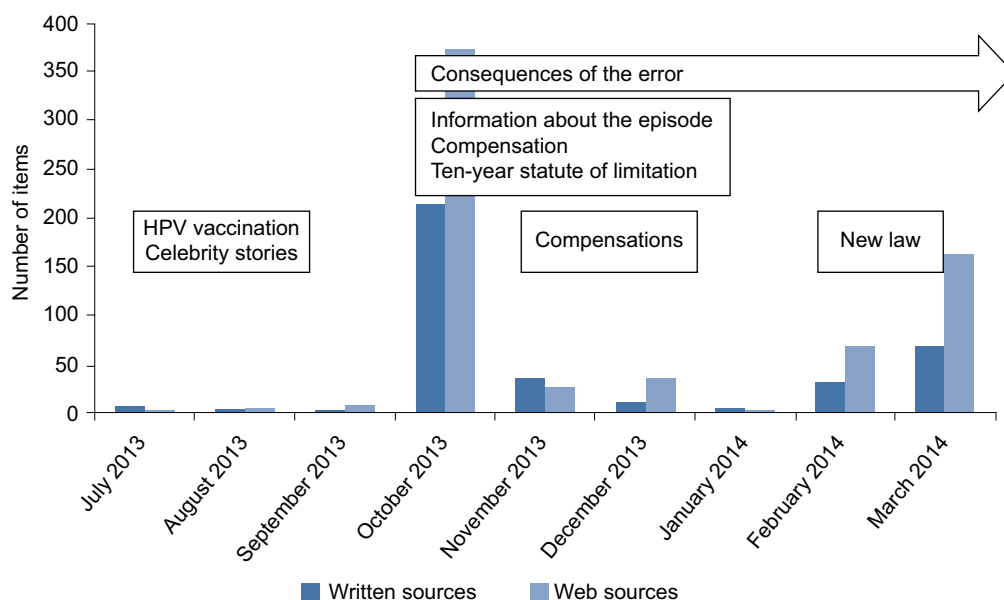 400
350
300
250
200
150
100
50
0
Number of items
Consequences of the error
Information about the episode
Compensation
Ten-year statute of limitation
HPV vaccination
Celebrity stories
Compensations
New law
July 2013
August 2013
September 2013
October 2013
November 2013
December 2013
January 2014
February 2014
March 2014
Written sources
Web sources